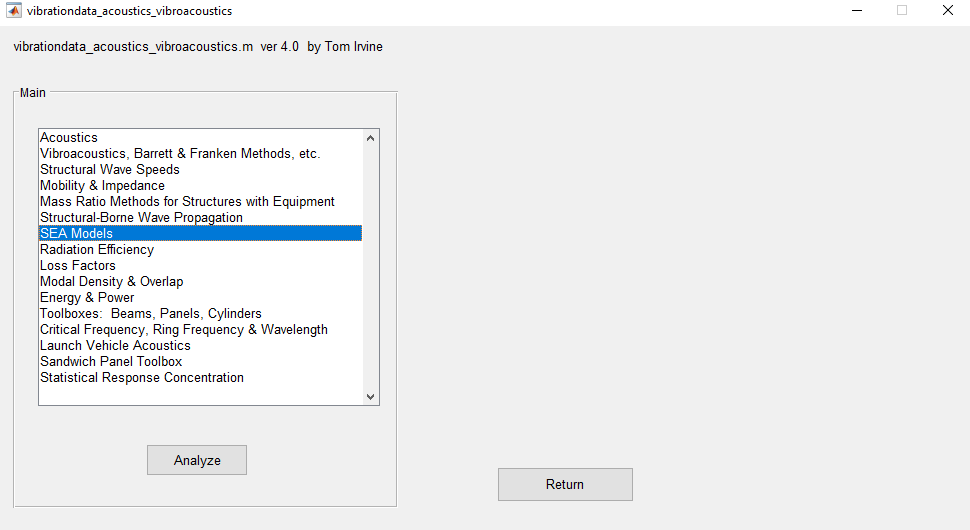 vibrationdata_acoustics_vibroacoustics
vibrationdata_acoustics_vibroacoustics.m  ver 4.0  by Tom Irvine
Main
Acoustics
Vibroacoustics, Barrett & Franken Methods, etc.
Structural Wave Speeds
Mobility & Impedance
Mass Ratio Methods for Structures with Equipment
Structural-Borne Wave Propagation
SEA Models
Radiation Efficiency
Loss Factors
Modal Density & Overlap
Energy & Power
Toolboxes:  Beams, Panels, Cylinders
Critical Frequency, Ring Frequency & Wavelength
Launch Vehicle Acoustics
Sandwich Panel Toolbox
Statistical Response Concentration
Analyze
Return